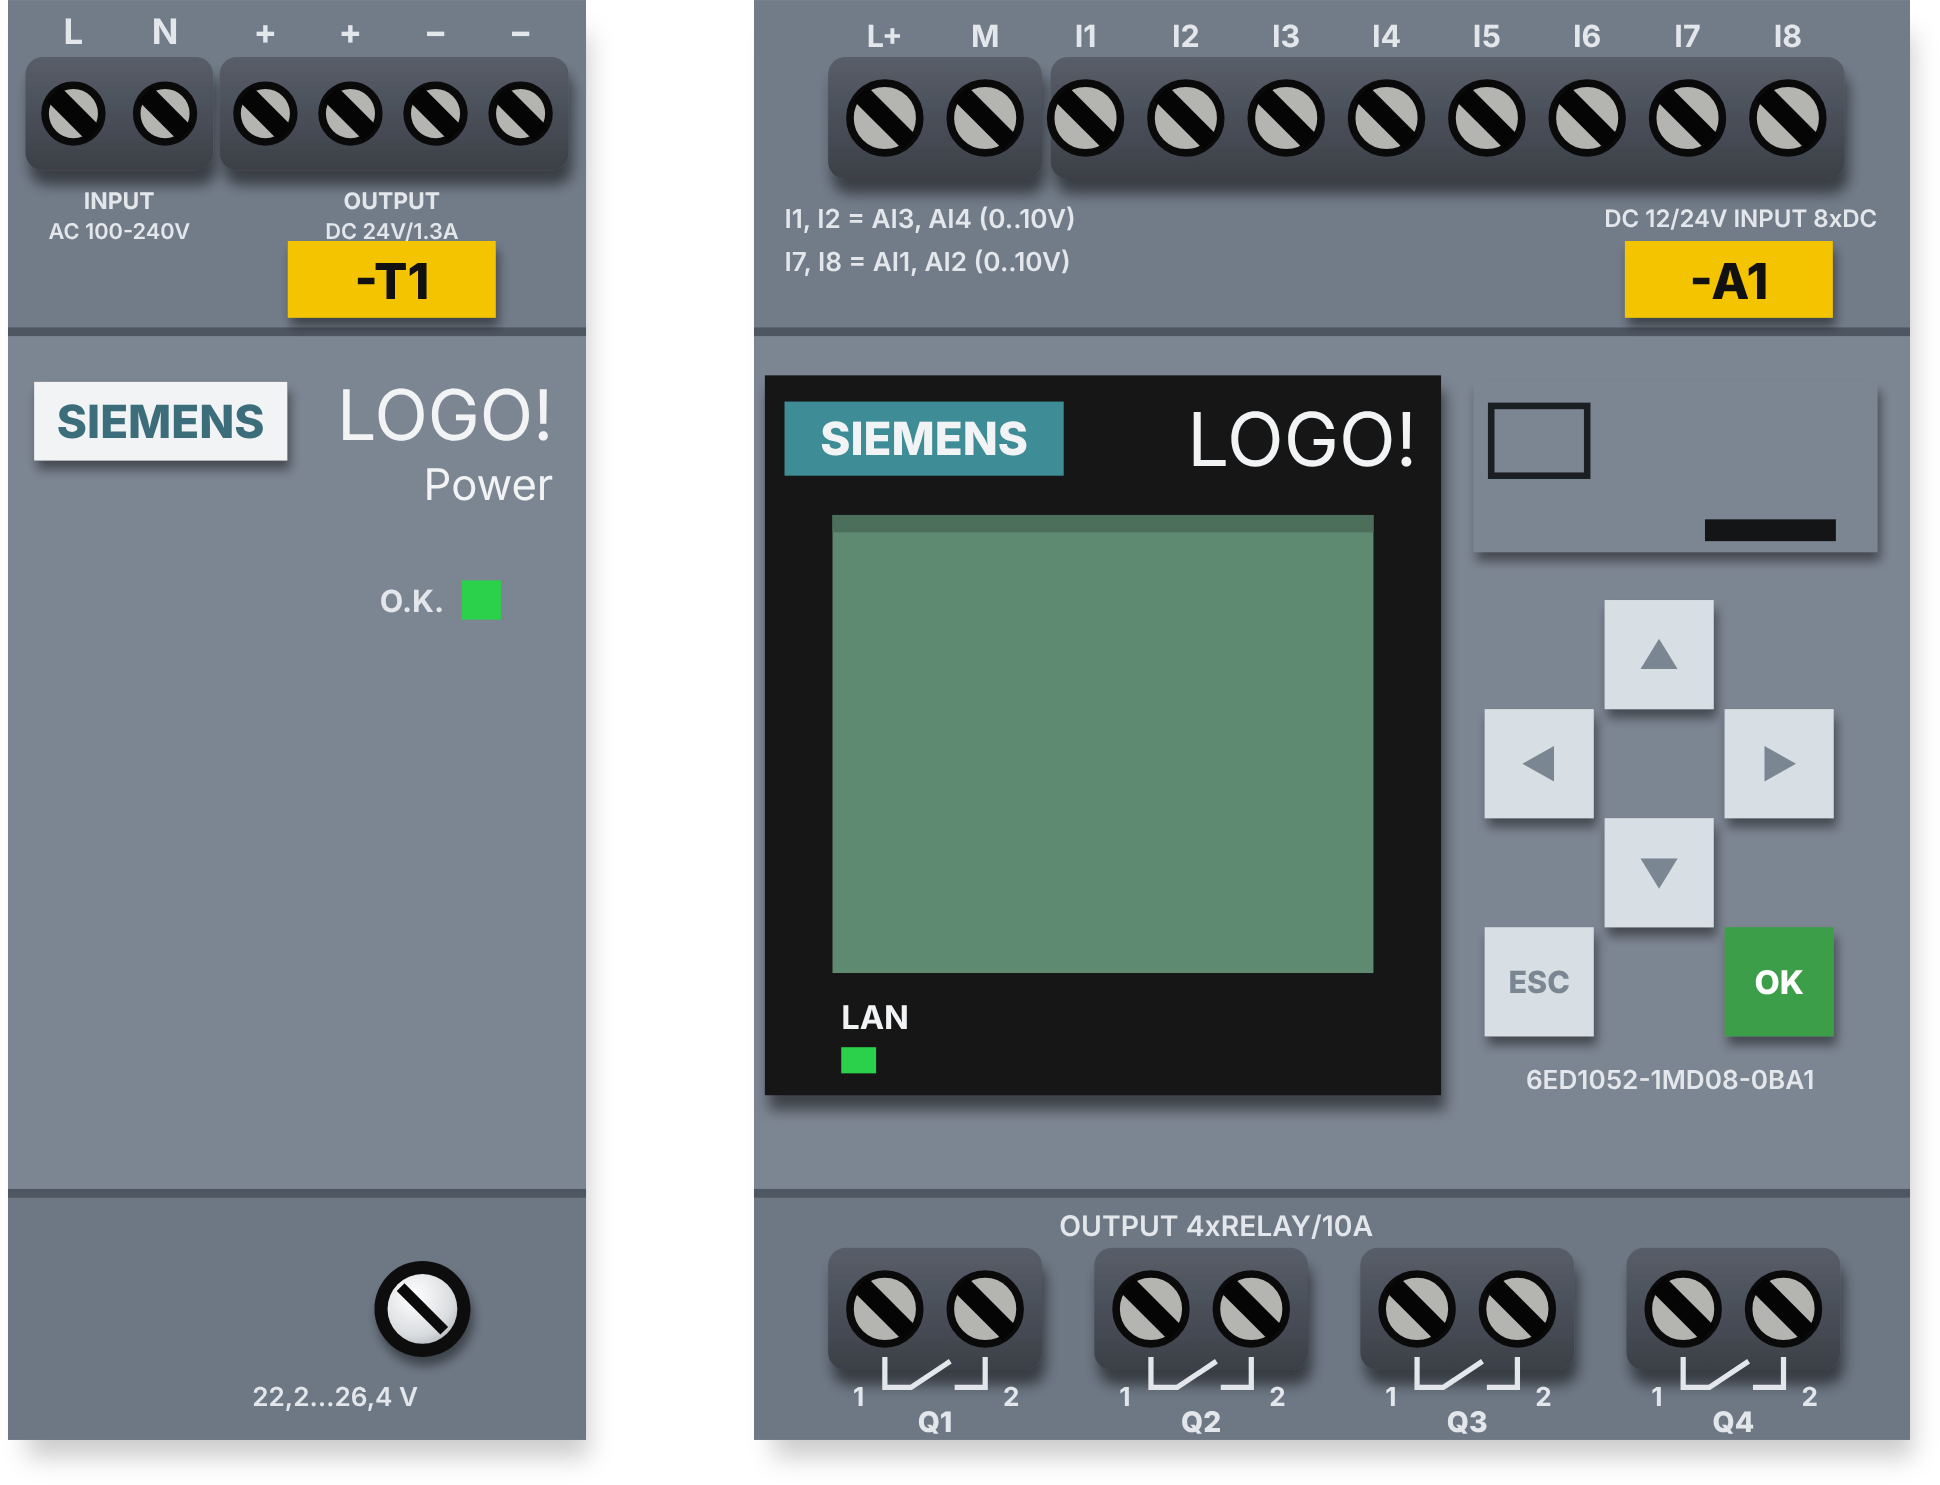 L N + + − −
INPUT
AC 100-240V
OUTPUT
DC 24V/1.3A
-T1
SIEMENS
LOGO!
Power
O.K.
22,2...26,4 V
L+ M I1 I2 I3 I4 I5 I6 I7 I8
I1, I2 = AI3, AI4 (0..10V)
I7, I8 = AI1, AI2 (0..10V)
DC 12/24V INPUT 8xDC
-A1
SIEMENS
LOGO!
LAN
ESC
OK
6ED1052-1MD08-0BA1
OUTPUT 4xRELAY/10A
1 2 1 2 1 2 1 2
Q1 Q2 Q3 Q4